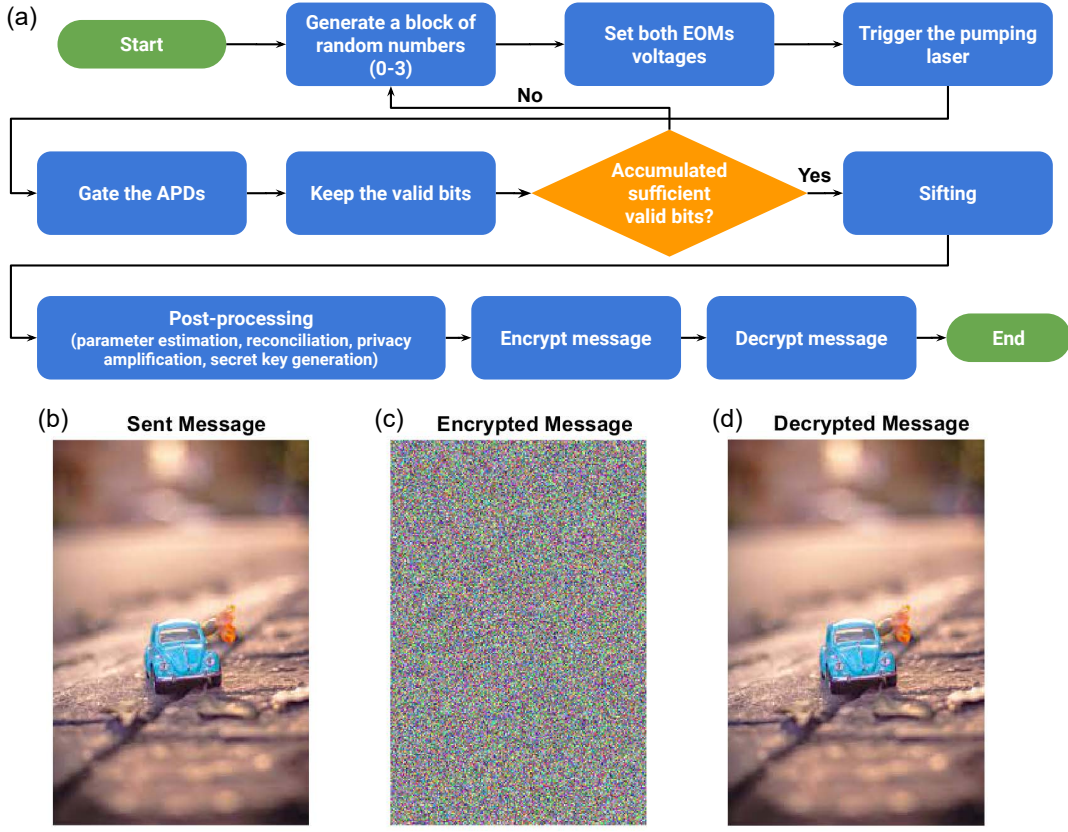 (a)
Start
Generate a block of
random numbers
(0-3)
Set both EOMs
voltages
Trigger the pumping
laser
No
Gate the APDs
Keep the valid bits
Accumulated
sufficient
valid bits?
Yes
Sifting
Post-processing
(parameter estimation, reconciliation, privacy
amplification, secret key generation)
Encrypt message
Decrypt message
End
(b)
Sent Message
(c)
Encrypted Message
(d)
Decrypted Message